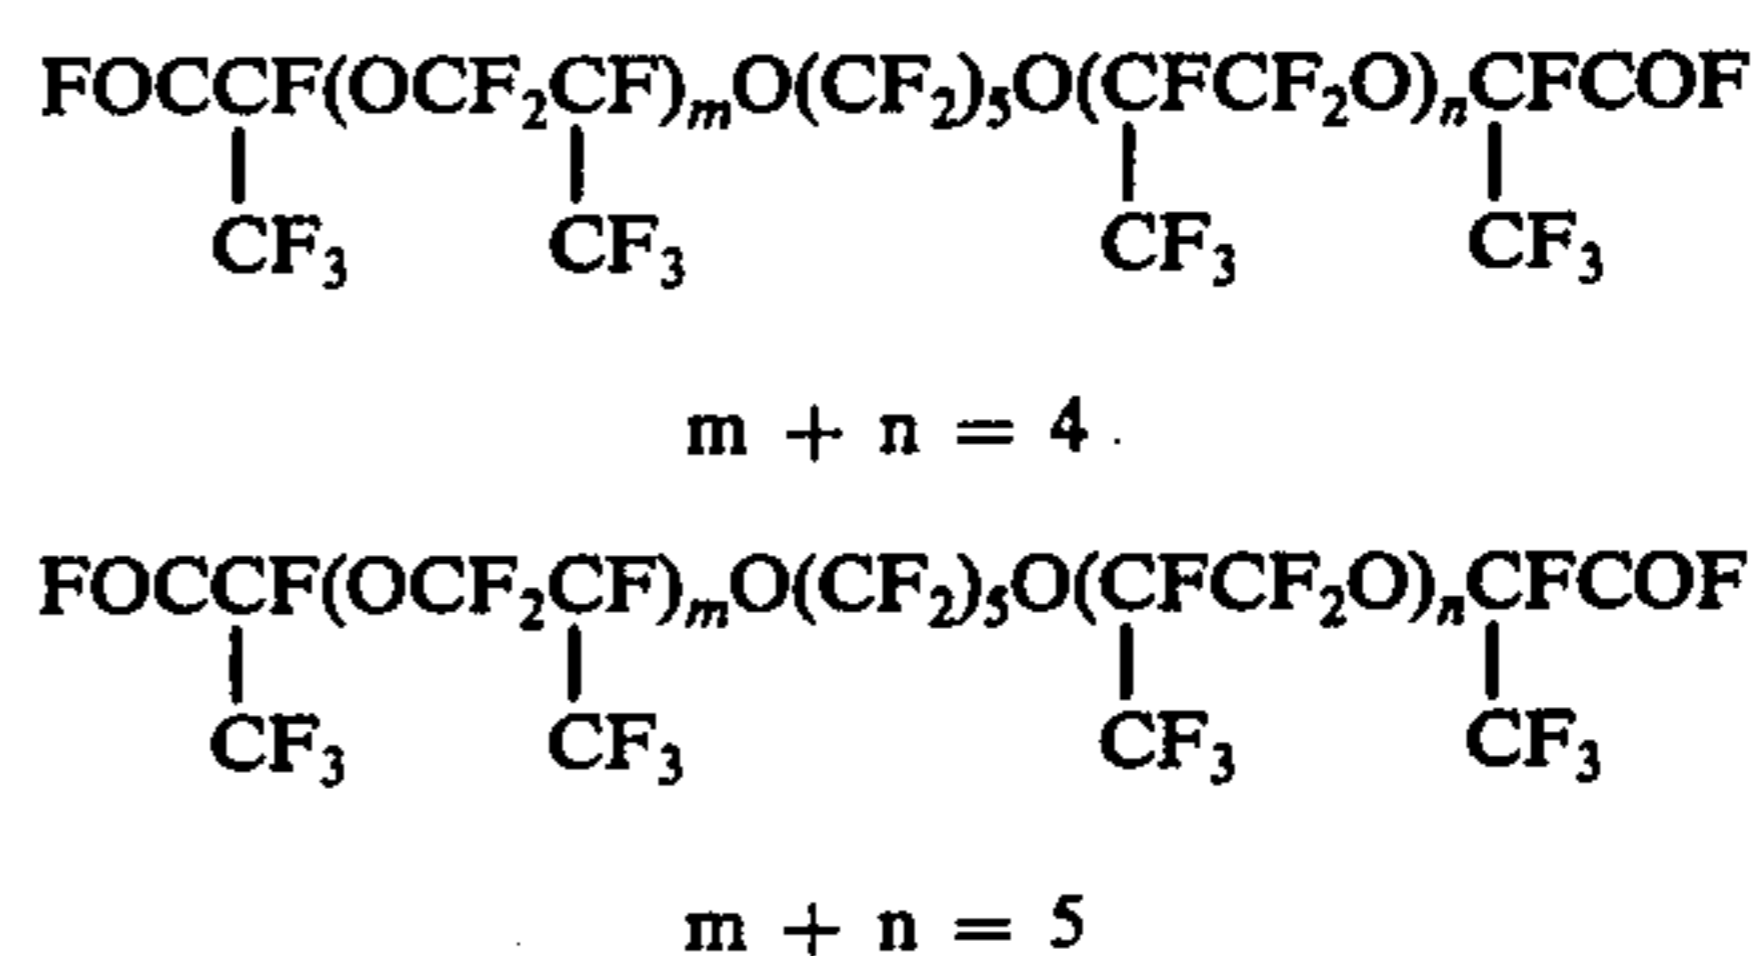 FOCCF(OCF₂CF)ₘO(CF₂)₅O(CFCF₂O)ₙCFCOF
CF₃ CF₃ CF₃ CF₃
m + n = 4
FOCCF(OCF₂CF)ₘO(CF₂)₅O(CFCF₂O)ₙCFCOF
CF₃ CF₃ CF₃ CF₃
m + n = 5